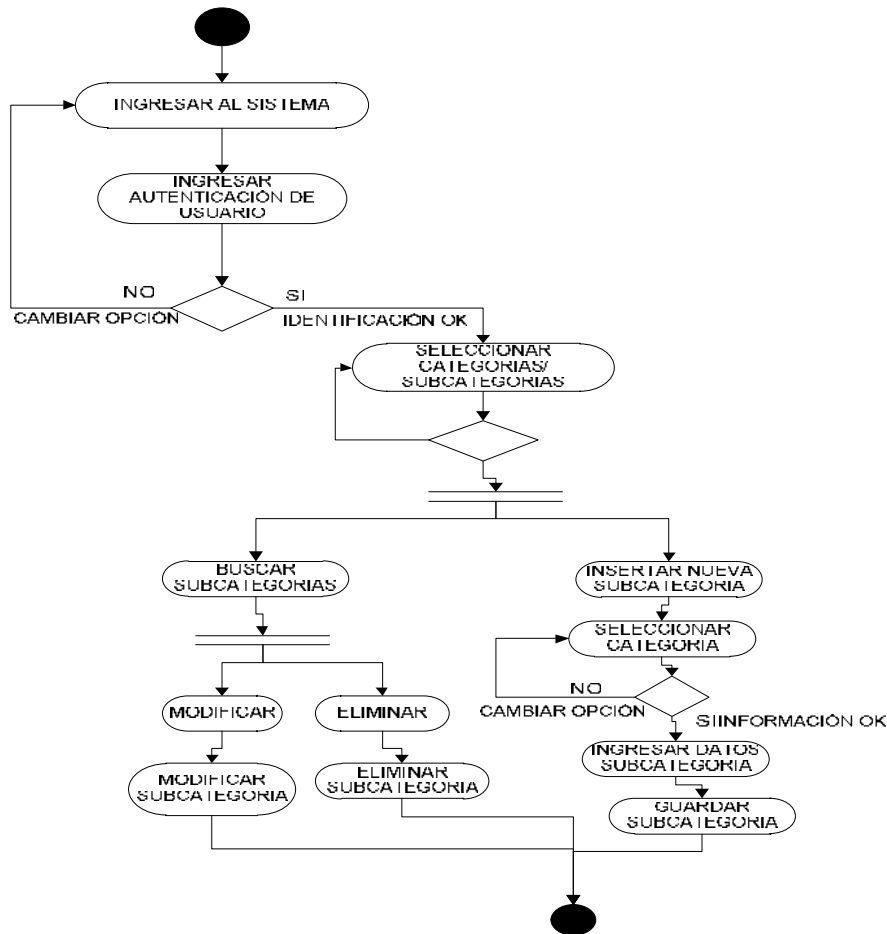 INGRESAR AL SISTEMA
INGRESAR
AUTENTICACIÓN DE
USUARIO
NO
CAMBIAR OPCIÓN
SI
IDENTIFICACIÓN OK
SELECCIONAR
CATEGORIAS/
SUBCATEGORIAS
BUSCAR
SUBCATEGORIAS
INSERTAR NUEVA
SUBCATEGORIA
SELECCIONAR
CATEGORIA
NO
CAMBIAR OPCIÓN
SIINFORMACIÓN OK
MODIFICAR
ELIMINAR
MODIFICAR
SUBCATEGORIA
ELIMINAR
SUBCATEGORIA
INGRESAR DATOS
SUBCATEGORIA
GUARDAR
SUBCATEGORIA